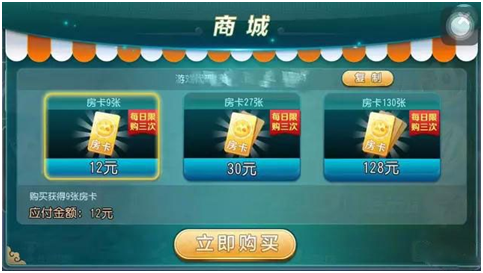 商城
复制
房卡9张
每日限
购三次
房卡
12元
房卡27张
每日限
购三次
房卡
30元
房卡130张
每日限
购三次
房卡
128元
购买获得9张房卡
应付金额：12元
立即购买